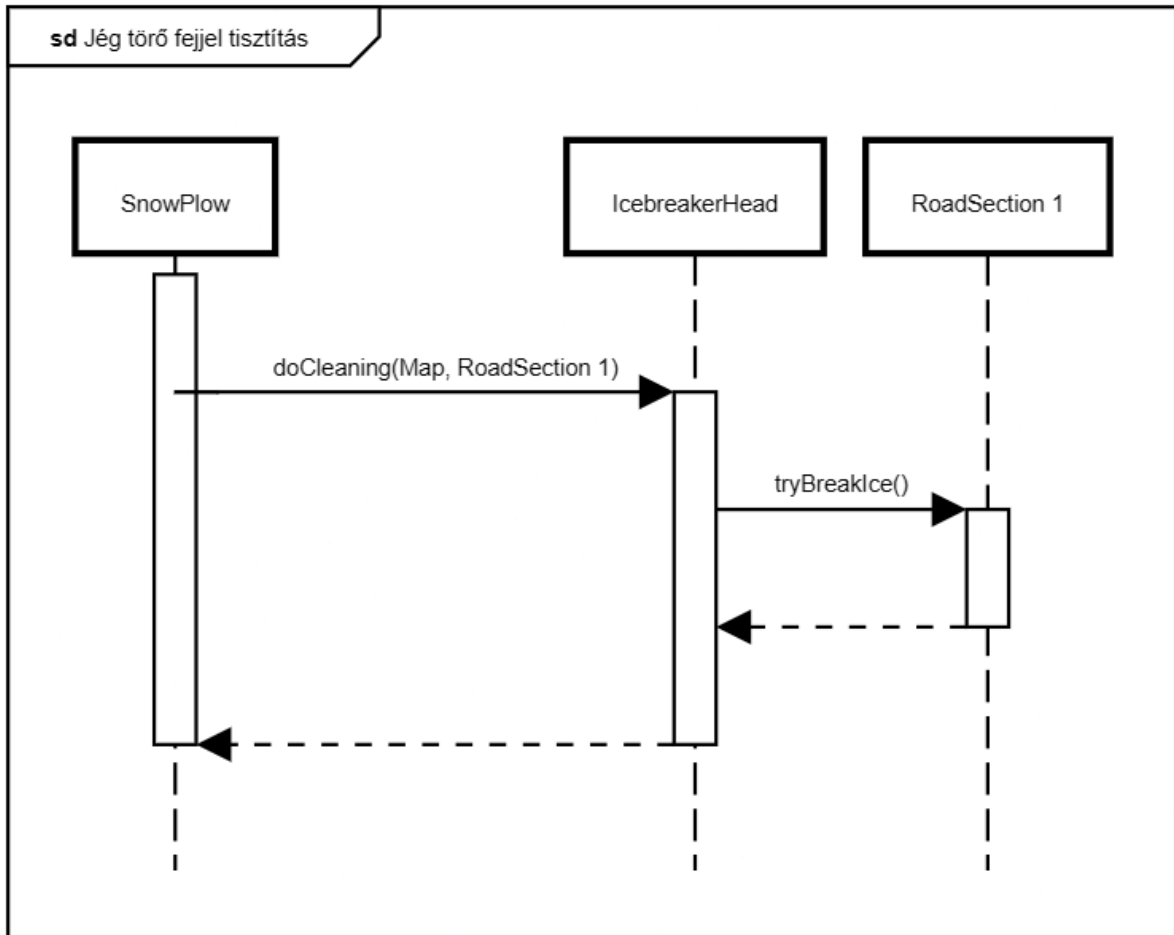 sd Jég törő fejjel tisztítás
SnowPlow
IcebreakerHead
RoadSection 1
doCleaning(Map, RoadSection 1)
tryBreakIce()